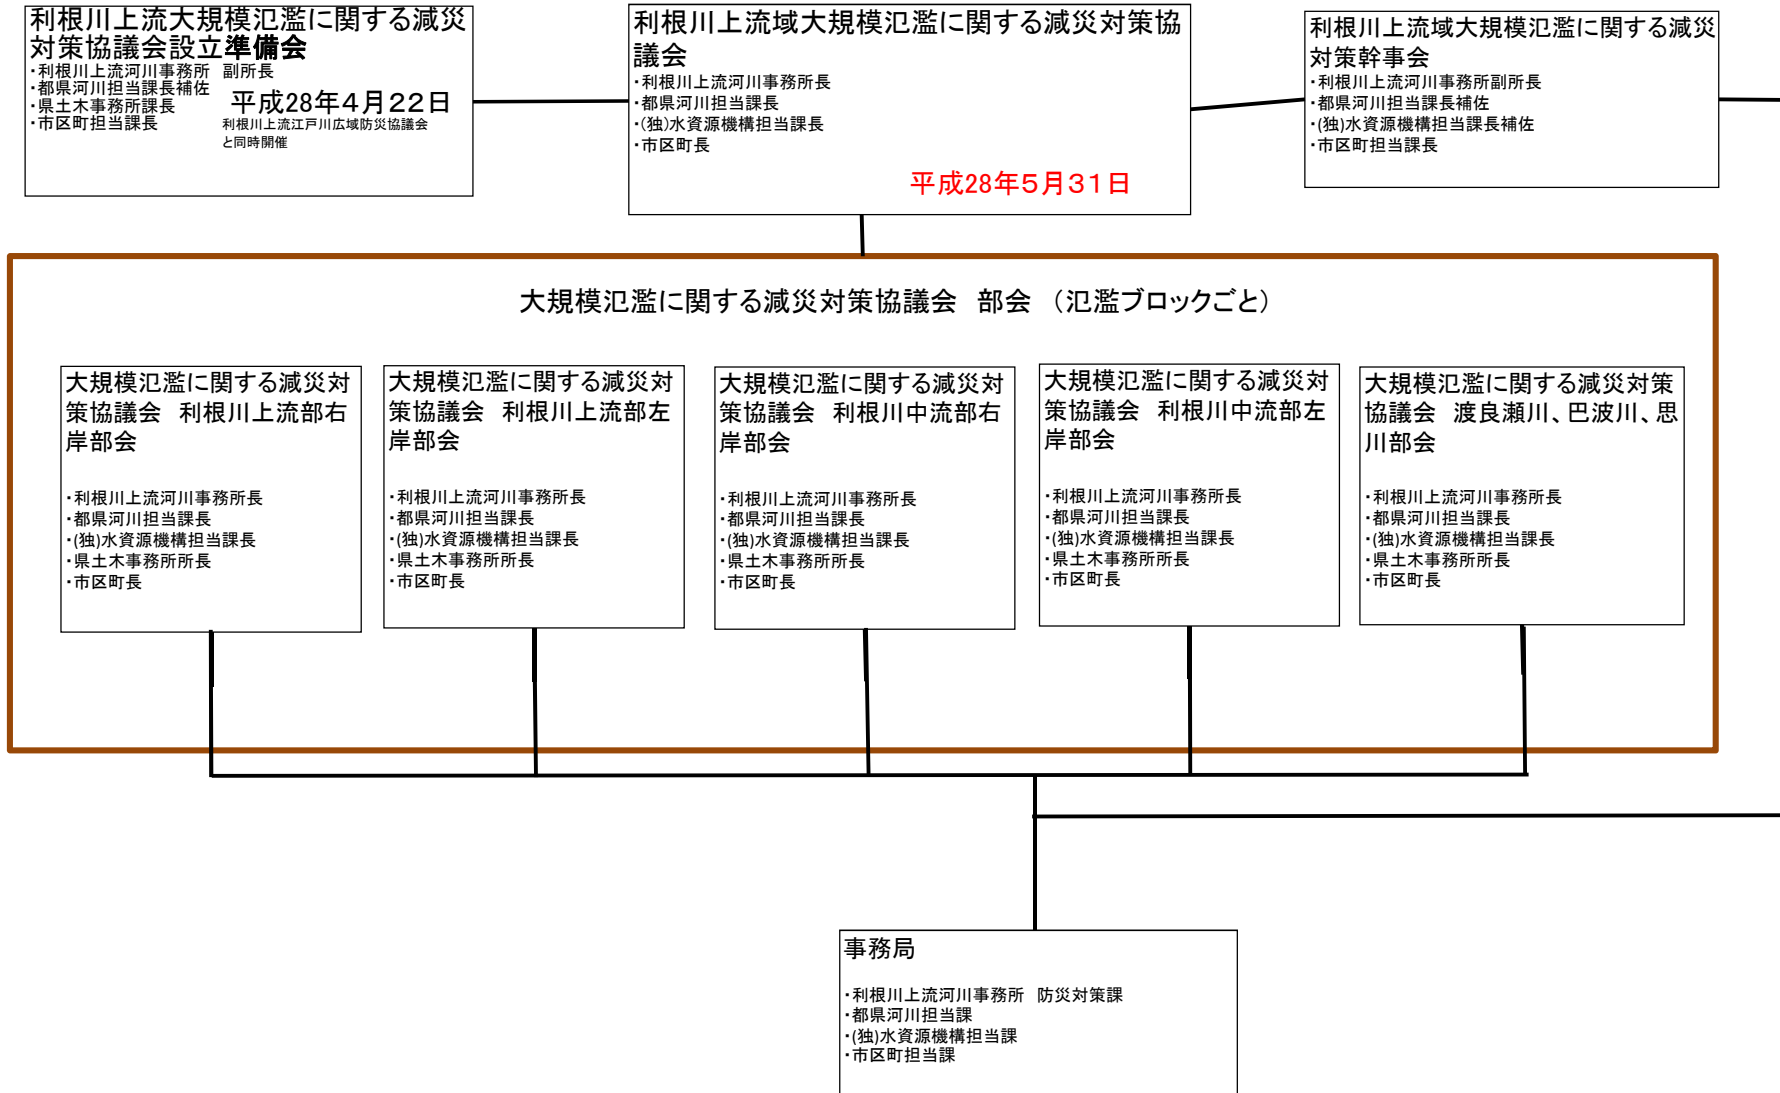 利根川上流大規模氾濫に関する減災
対策協議会設立準備会
・利根川上流河川事務所　副所長
・都県河川担当課長補佐
・県土木事務所課長
・市区町担当課長
平成28年４月２２日
利根川上流江戸川広域防災協議会
と同時開催
利根川上流域大規模氾濫に関する減災対策協
議会
・利根川上流河川事務所長
・都県河川担当課長
・(独)水資源機構担当課長
・市区町長
平成28年５月３１日
利根川上流域大規模氾濫に関する減災
対策幹事会
・利根川上流河川事務所副所長
・都県河川担当課長補佐
・(独)水資源機構担当課長補佐
・市区町担当課長
大規模氾濫に関する減災対策協議会　部会　（氾濫ブロックごと）
大規模氾濫に関する減災対
策協議会　利根川上流部右
岸部会
・利根川上流河川事務所長
・都県河川担当課長
・(独)水資源機構担当課長
・県土木事務所所長
・市区町長
大規模氾濫に関する減災対
策協議会　利根川上流部左
岸部会
・利根川上流河川事務所長
・都県河川担当課長
・(独)水資源機構担当課長
・県土木事務所所長
・市区町長
大規模氾濫に関する減災対
策協議会　利根川中流部右
岸部会
・利根川上流河川事務所長
・都県河川担当課長
・(独)水資源機構担当課長
・県土木事務所所長
・市区町長
大規模氾濫に関する減災対
策協議会　利根川中流部左
岸部会
・利根川上流河川事務所長
・都県河川担当課長
・(独)水資源機構担当課長
・県土木事務所所長
・市区町長
大規模氾濫に関する減災対策
協議会　渡良瀬川、巴波川、思
川部会
・利根川上流河川事務所長
・都県河川担当課長
・(独)水資源機構担当課長
・県土木事務所所長
・市区町長
事務局
・利根川上流河川事務所　防災対策課
・都県河川担当課
・(独)水資源機構担当課
・市区町担当課